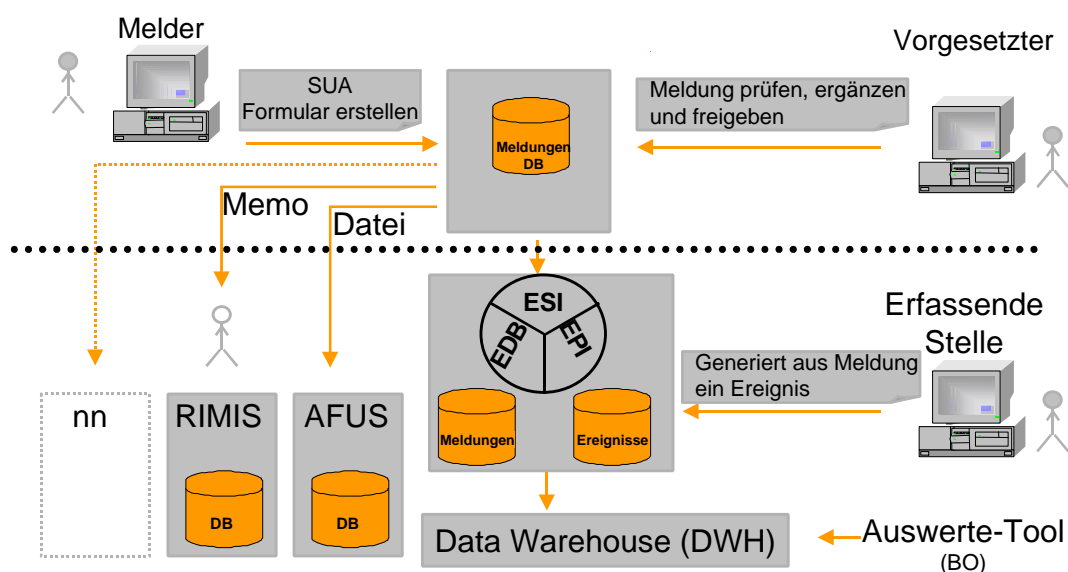 Melder
Vorgesetzter
SUA
Formular erstellen
Meldung prüfen, ergänzen
und freigeben
Meldungen
DB
Memo
Datei
ESI
EDB
EPI
Erfassende
Stelle
Generiert aus Meldung
ein Ereignis
nn
RIMIS
AFUS
Meldungen
Ereignisse
DB
DB
Data Warehouse (DWH)
Auswerte-Tool
(BO)